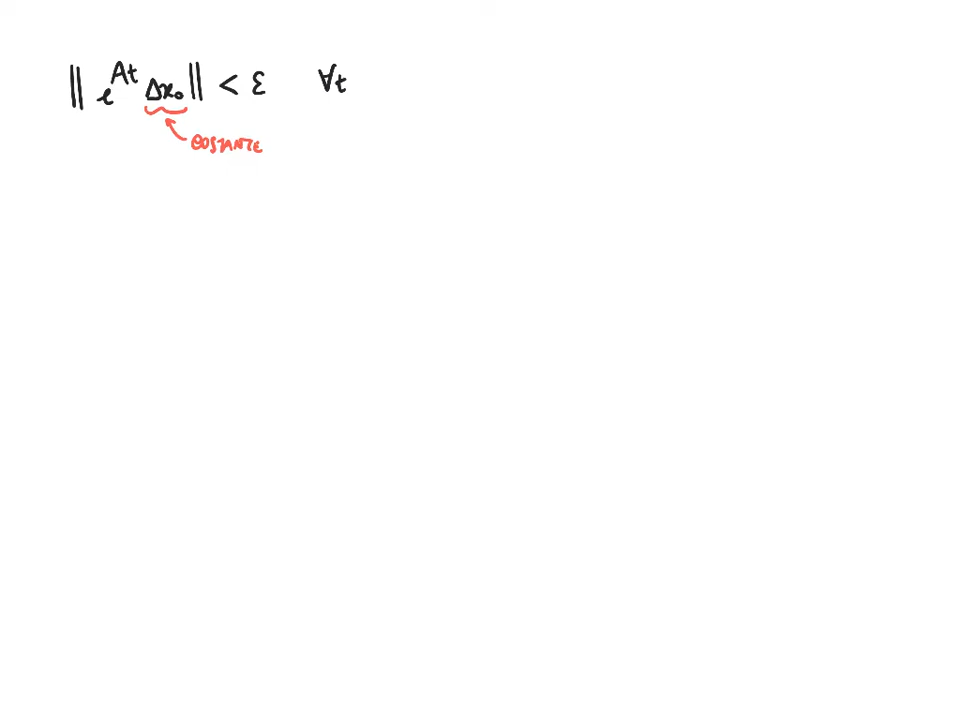 ‖ e^{At} Δx₀ ‖ < ε ∀t
COSTANTE